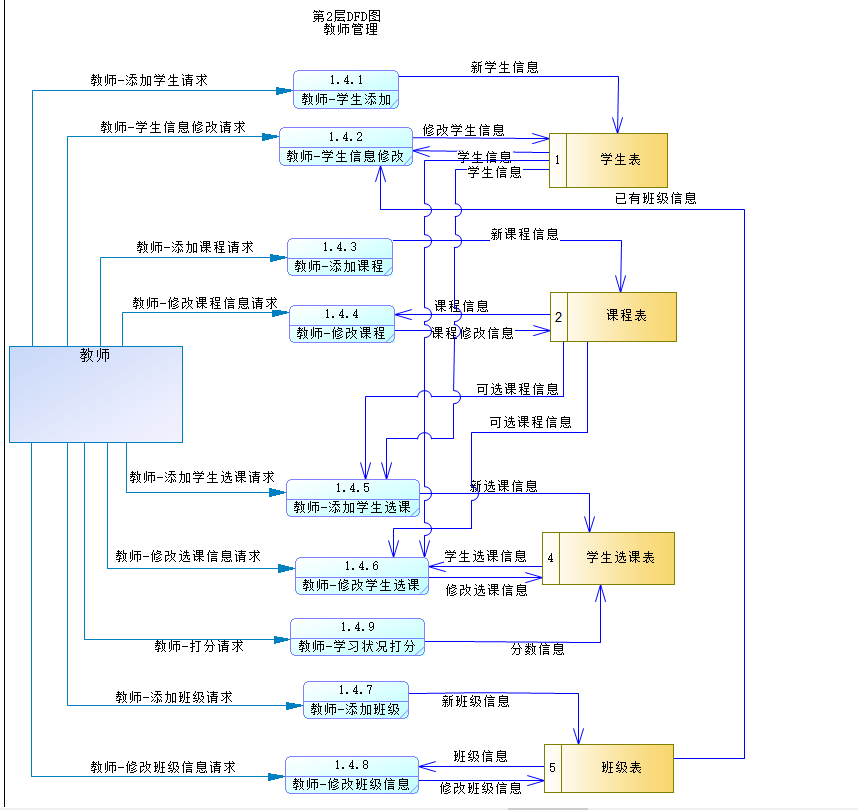 第2层DFD图
教师管理
新学生信息
教师-添加学生请求
1.4.1
教师-学生添加
教师-学生信息修改请求
1.4.2
教师-学生信息修改
修改学生信息
学生信息
学生信息
1
学生表
已有班级信息
新课程信息
教师-添加课程请求
1.4.3
教师-添加课程
教师-修改课程信息请求
1.4.4
教师-修改课程
课程信息
课程修改信息
2
课程表
教师
可选课程信息
可选课程信息
教师-添加学生选课请求
1.4.5
教师-添加学生选课
新选课信息
教师-修改选课信息请求
1.4.6
教师-修改学生选课
学生选课信息
修改选课信息
4
学生选课表
1.4.9
教师-学习状况打分
教师-打分请求
分数信息
教师-添加班级请求
1.4.7
教师-添加班级
新班级信息
教师-修改班级信息请求
1.4.8
教师-修改班级信息
班级信息
修改班级信息
5
班级表